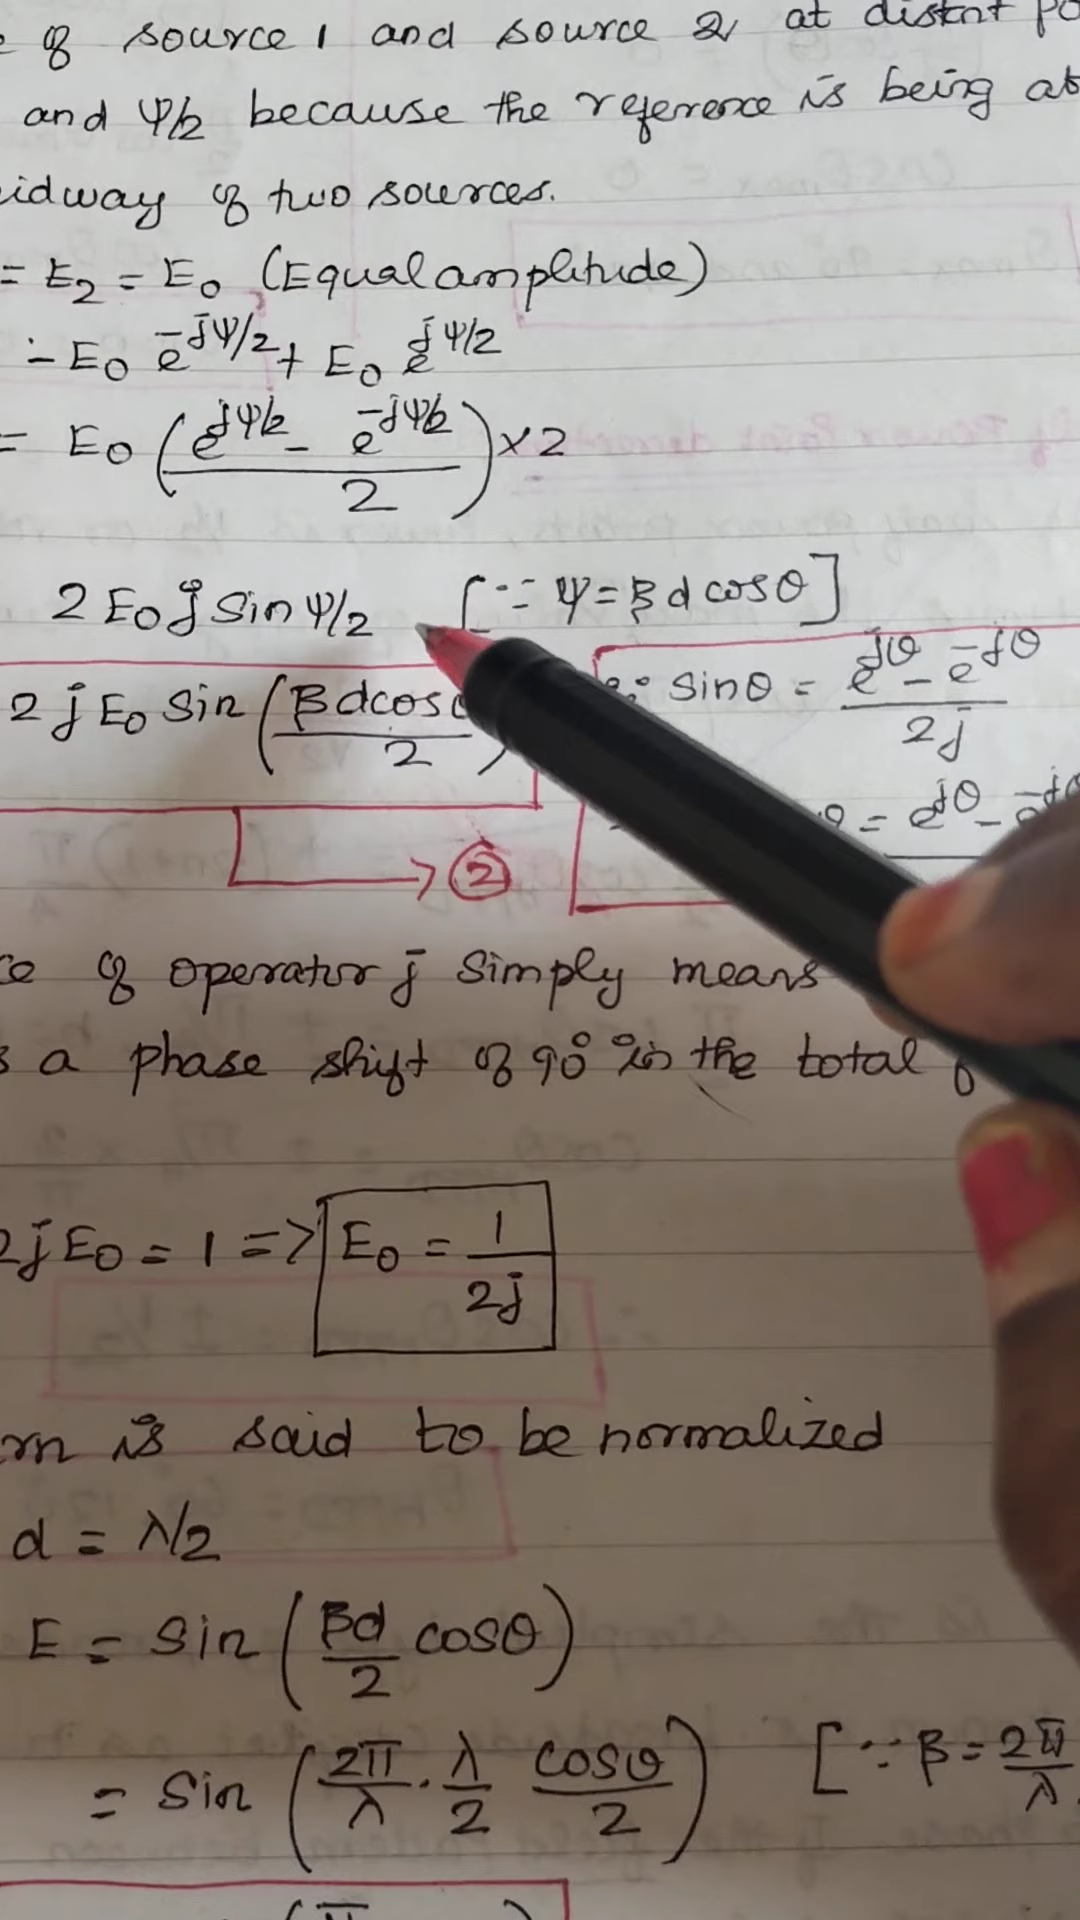 of source 1 and source 2 at distant
and ψ/2 because the reference is being at
idway of two sources.
= E₂ = E₀ (Equal amplitude)
:- E₀ e^-jψ/2 + E₀ e^jψ/2
= E₀ (e^jψ/2 - e^-jψ/2 / 2) × 2
2 E₀ j sin ψ/2 [∵ ψ = βd cosθ]
2 j E₀ sin (βd cos / 2)
sinθ = e^jθ - e^-jθ / 2j
= e^jθ - e^-jθ
→ ②
of operator j simply means
a phase shift of 90° in the total
2jE₀ = 1 => E₀ = 1/2j
rn is said to be normalized
d = λ/2
E = sin (βd/2 cosθ)
= sin (2π/λ · λ/2 cosθ/2) [∵ β = 2π/λ